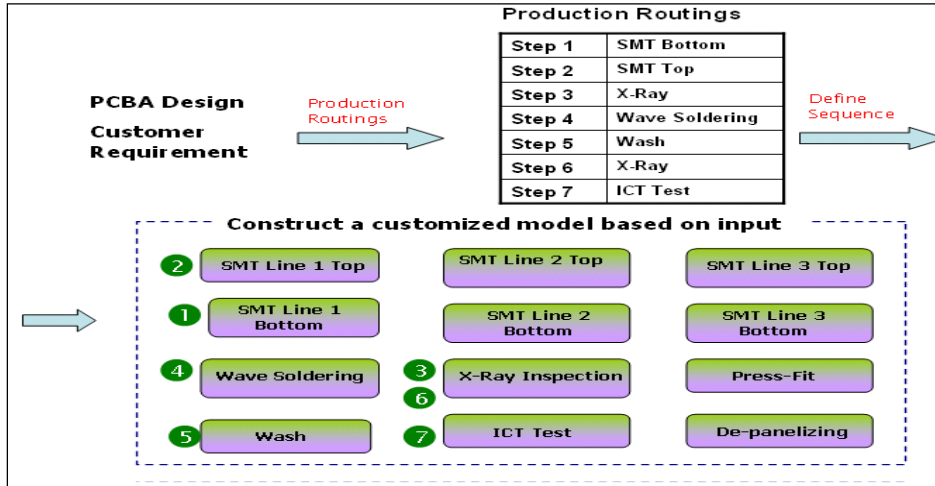 Production Routings
Step 1 SMT Bottom
Step 2 SMT Top
Step 3 X-Ray
Step 4 Wave Soldering
Step 5 Wash
Step 6 X-Ray
Step 7 ICT Test
PCBA Design
Customer
Requirement
Production
Routings
Define
Sequence
Construct a customized model based on input
2 SMT Line 1 Top
SMT Line 2 Top
SMT Line 3 Top
1 SMT Line 1
Bottom
SMT Line 2
Bottom
SMT Line 3
Bottom
4 Wave Soldering
3 X-Ray Inspection
6
Press-Fit
5 Wash
7 ICT Test
De-panelizing